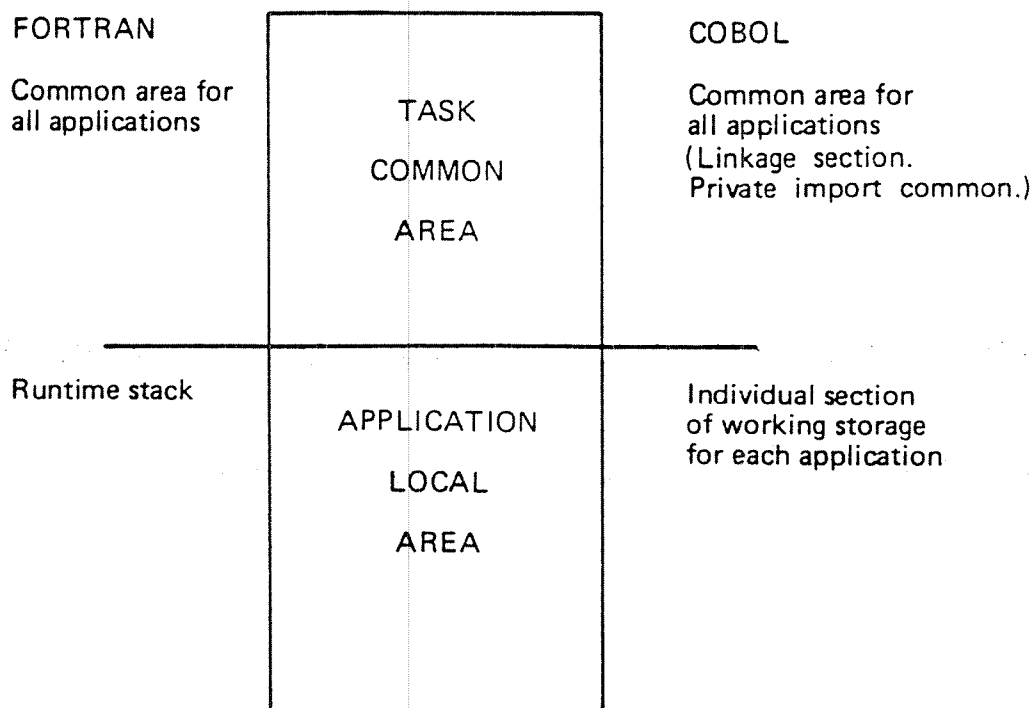 FORTRAN
Common area for
all applications
TASK
COMMON
AREA
COBOL
Common area for
all applications
(Linkage section.
Private import common.)
Runtime stack
APPLICATION
LOCAL
AREA
Individual section
of working storage
for each application